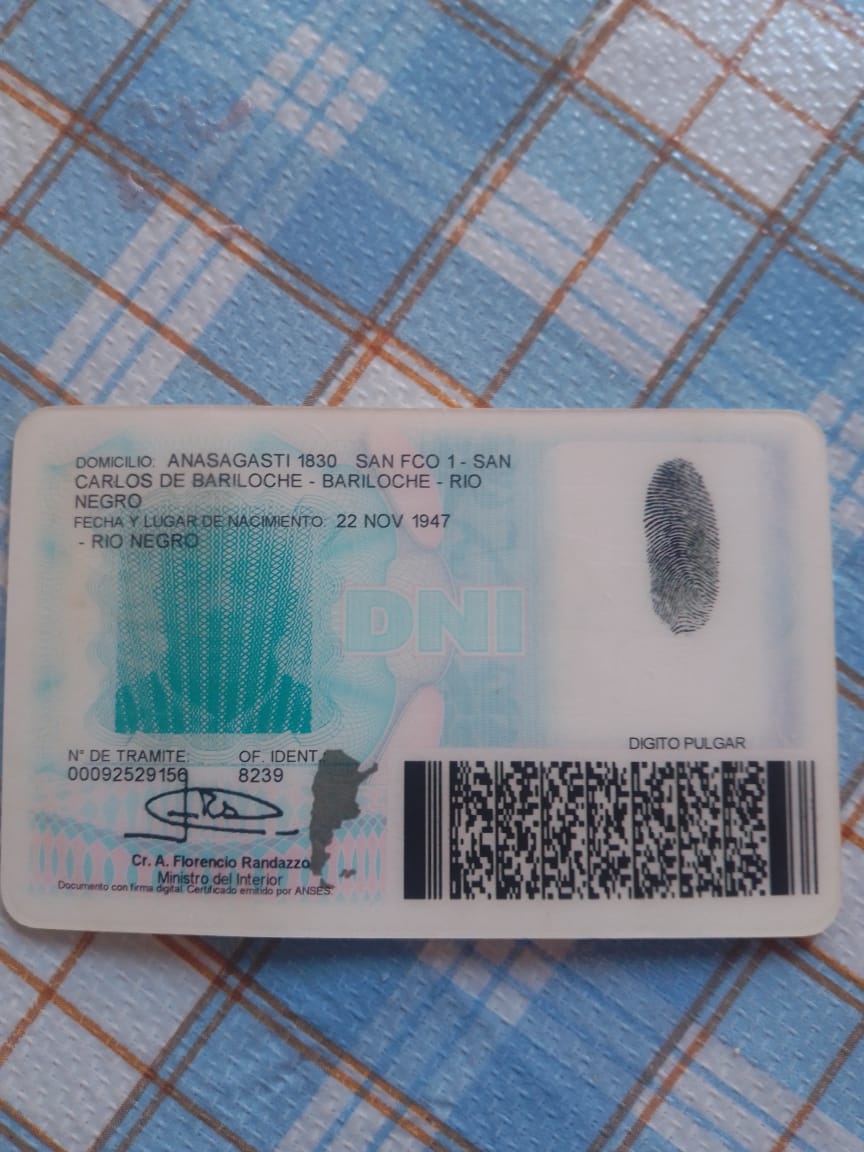 DOMICILIO: ANASAGASTI 1830 SAN FCO 1 - SAN
CARLOS DE BARILOCHE - BARILOCHE - RIO
NEGRO
FECHA Y LUGAR DE NACIMIENTO: 22 NOV 1947
- RIO NEGRO
DNI
DIGITO PULGAR
N° DE TRAMITE: OF. IDENT.
00092529156 8239
Cr. A. Florencio Randazzo
Ministro del Interior
Documento con firma digital. Certificado emitido por ANSES.